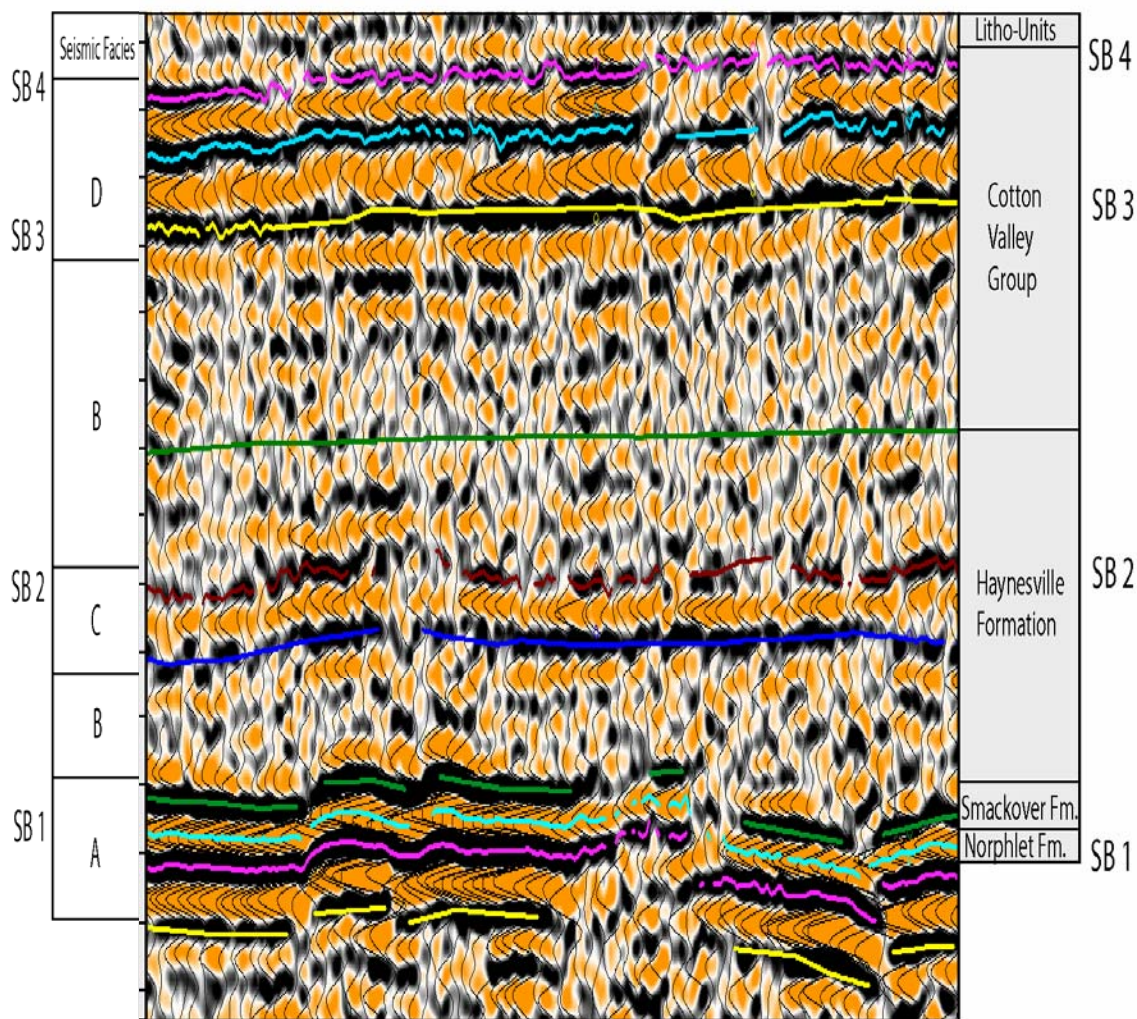 Seismic Facies
Litho-Units
SB 4
SB 4
D
Cotton
Valley
Group
SB 3
SB 3
B
SB 2
SB 2
C
Haynesville
Formation
B
Smackover Fm.
SB 1
A
Norphlet Fm.
SB 1